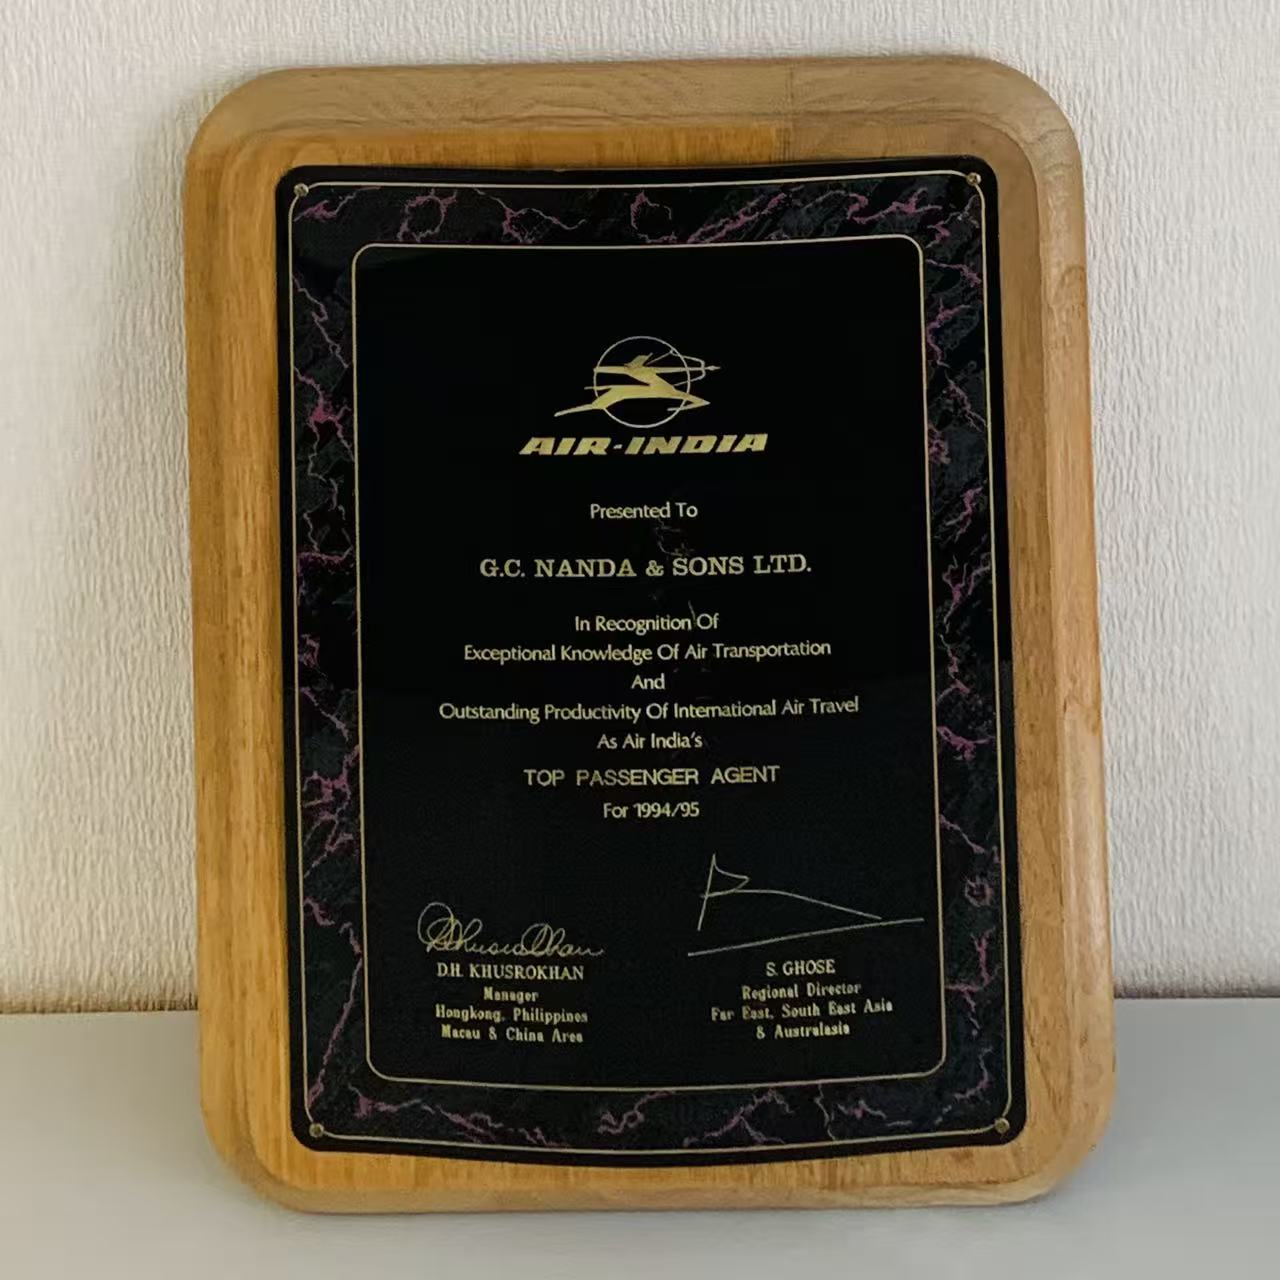 AIR-INDIA
Presented To
G.C. NANDA & SONS LTD.
In Recognition Of
Exceptional Knowledge Of Air Transportation
And
Outstanding Productivity Of International Air Travel
As Air India's
TOP PASSENGER AGENT
For 1994/95
D.H. KHUSROKHAN
Manager
Hongkong, Philippines
Macau & China Area
S. GHOSE
Regional Director
Far East, South East Asia
& Australasia